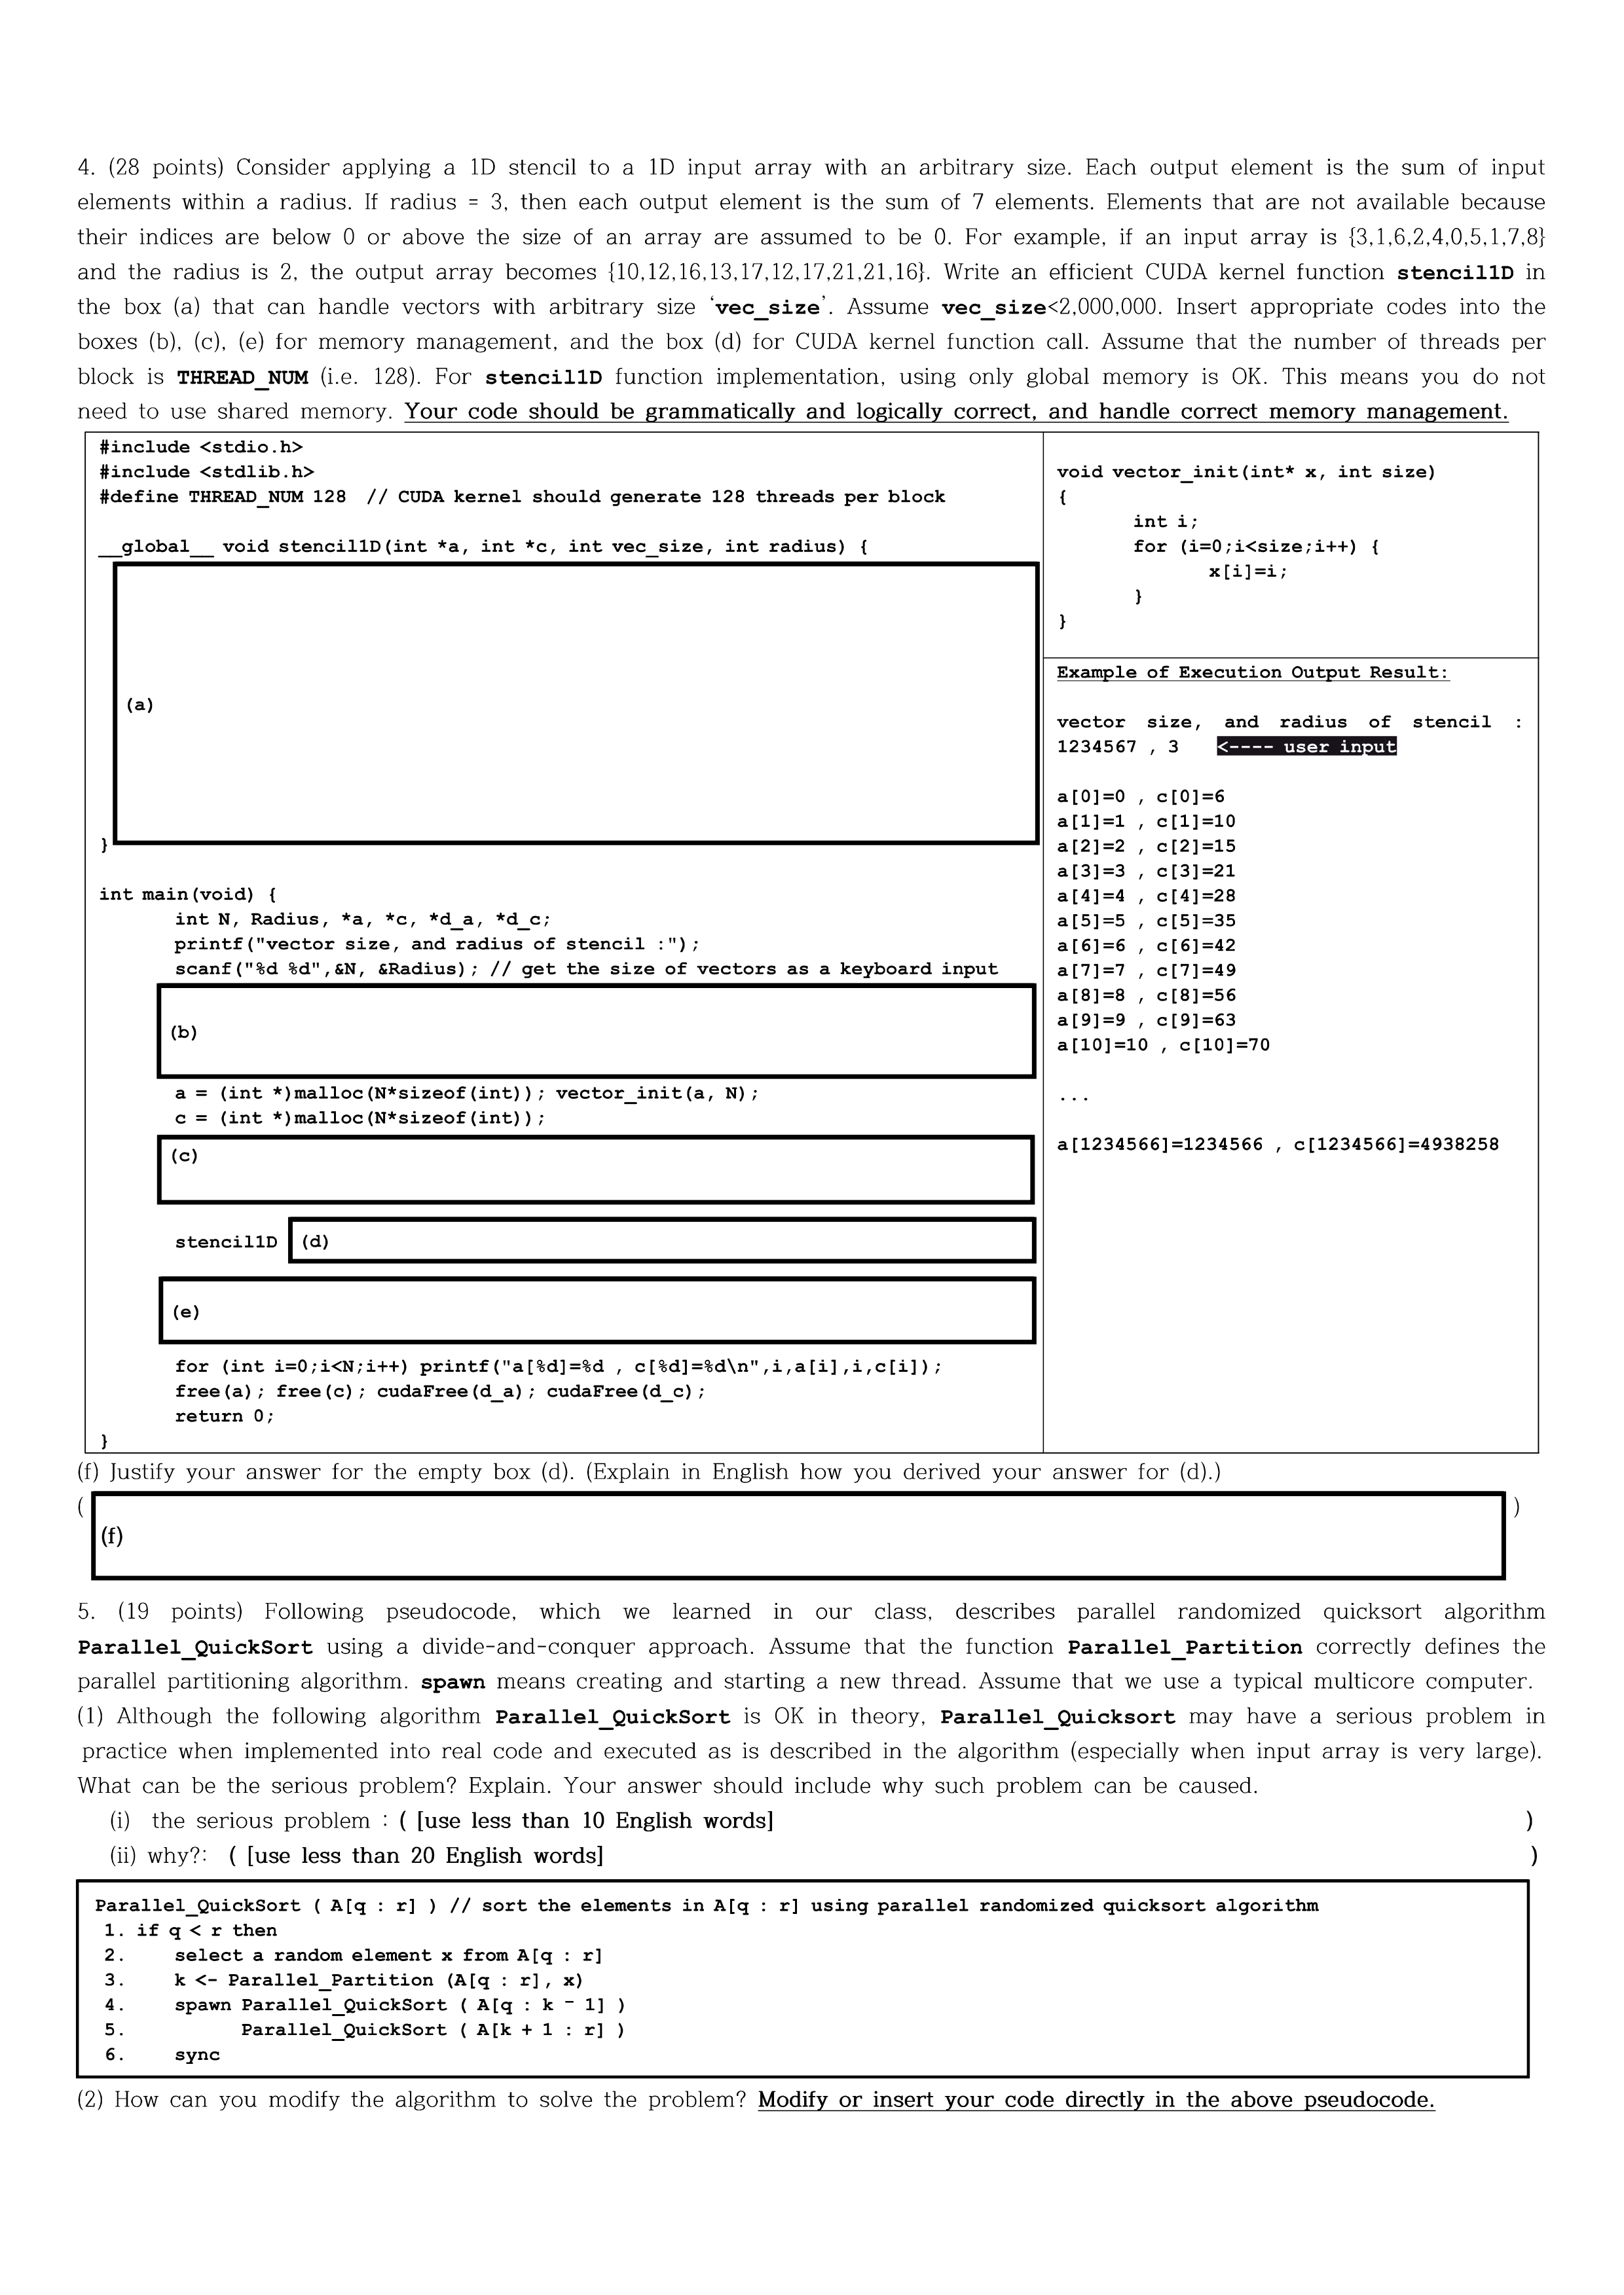 4. (28 points) Consider applying a 1D stencil to a 1D input array with an arbitrary size. Each output element is the sum of input
elements within a radius. If radius = 3, then each output element is the sum of 7 elements. Elements that are not available because
their indices are below 0 or above the size of an array are assumed to be 0. For example, if an input array is {3,1,6,2,4,0,5,1,7,8}
and the radius is 2, the output array becomes {10,12,16,13,17,12,17,21,21,16}. Write an efficient CUDA kernel function stencil1D in
the box (a) that can handle vectors with arbitrary size ‘vec_size’. Assume vec_size<2,000,000. Insert appropriate codes into the
boxes (b), (c), (e) for memory management, and the box (d) for CUDA kernel function call. Assume that the number of threads per
block is THREAD_NUM (i.e. 128). For stencil1D function implementation, using only global memory is OK. This means you do not
need to use shared memory. Your code should be grammatically and logically correct, and handle correct memory management.
#include <stdio.h>
#include <stdlib.h>
#define THREAD_NUM 128 // CUDA kernel should generate 128 threads per block
__global__ void stencil1D(int *a, int *c, int vec_size, int radius) {
(a)
}
int main(void) {
int N, Radius, *a, *c, *d_a, *d_c;
printf("vector size, and radius of stencil :");
scanf("%d %d",&N, &Radius); // get the size of vectors as a keyboard input
(b)
a = (int *)malloc(N*sizeof(int)); vector_init(a, N);
c = (int *)malloc(N*sizeof(int));
(c)
stencil1D (d)
(e)
for (int i=0;i<N;i++) printf("a[%d]=%d , c[%d]=%d\n",i,a[i],i,c[i]);
free(a); free(c); cudaFree(d_a); cudaFree(d_c);
return 0;
}
void vector_init(int* x, int size)
{
int i;
for (i=0;i<size;i++) {
x[i]=i;
}
}
Example of Execution Output Result:
vector size, and radius of stencil :
1234567 , 3 <---- user input
a[0]=0 , c[0]=6
a[1]=1 , c[1]=10
a[2]=2 , c[2]=15
a[3]=3 , c[3]=21
a[4]=4 , c[4]=28
a[5]=5 , c[5]=35
a[6]=6 , c[6]=42
a[7]=7 , c[7]=49
a[8]=8 , c[8]=56
a[9]=9 , c[9]=63
a[10]=10 , c[10]=70
...
a[1234566]=1234566 , c[1234566]=4938258
(f) Justify your answer for the empty box (d). (Explain in English how you derived your answer for (d).)
( (f) )
5. (19 points) Following pseudocode, which we learned in our class, describes parallel randomized quicksort algorithm
Parallel_QuickSort using a divide-and-conquer approach. Assume that the function Parallel_Partition correctly defines the
parallel partitioning algorithm. spawn means creating and starting a new thread. Assume that we use a typical multicore computer.
(1) Although the following algorithm Parallel_QuickSort is OK in theory, Parallel_Quicksort may have a serious problem in
practice when implemented into real code and executed as is described in the algorithm (especially when input array is very large).
What can be the serious problem? Explain. Your answer should include why such problem can be caused.
(i) the serious problem : ( [use less than 10 English words] )
(ii) why?: ( [use less than 20 English words] )
Parallel_QuickSort ( A[q : r] ) // sort the elements in A[q : r] using parallel randomized quicksort algorithm
1. if q < r then
2. select a random element x from A[q : r]
3. k <- Parallel_Partition (A[q : r], x)
4. spawn Parallel_QuickSort ( A[q : k - 1] )
5. Parallel_QuickSort ( A[k + 1 : r] )
6. sync
(2) How can you modify the algorithm to solve the problem? Modify or insert your code directly in the above pseudocode.